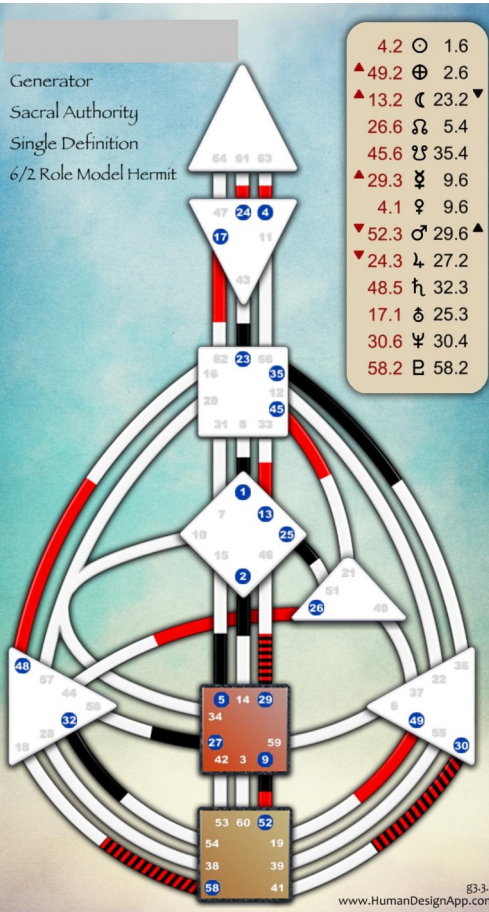 Generator
Sacral Authority
Single Definition
6/2 Role Model Hermit
4.2 ☉ 1.6
▲49.2 ⊕ 2.6
▲13.2 ☾ 23.2▼
26.6 ☊ 5.4
45.6 ☋ 35.4
▲29.3 ☿ 9.6
4.1 ♀ 9.6
▼52.3 ♂ 29.6▲
▼24.3 ♃ 27.2
48.5 ♄ 32.3
17.1 ♅ 25.3
30.6 ♆ 30.4
58.2 ♇ 58.2
64 61 63
47 24 4
17 11
43
62 23 56
16 35
12
20 45
31 8 33
1
7 13
10 25
15 46
2
21
51
26 40
48
57
44
50
32
28
18
36
22
37
6
49
55
30
5 14 29
34
27 59
42 3 9
53 60 52
54 19
38 39
58 41
g3-3-
www.HumanDesignApp.com